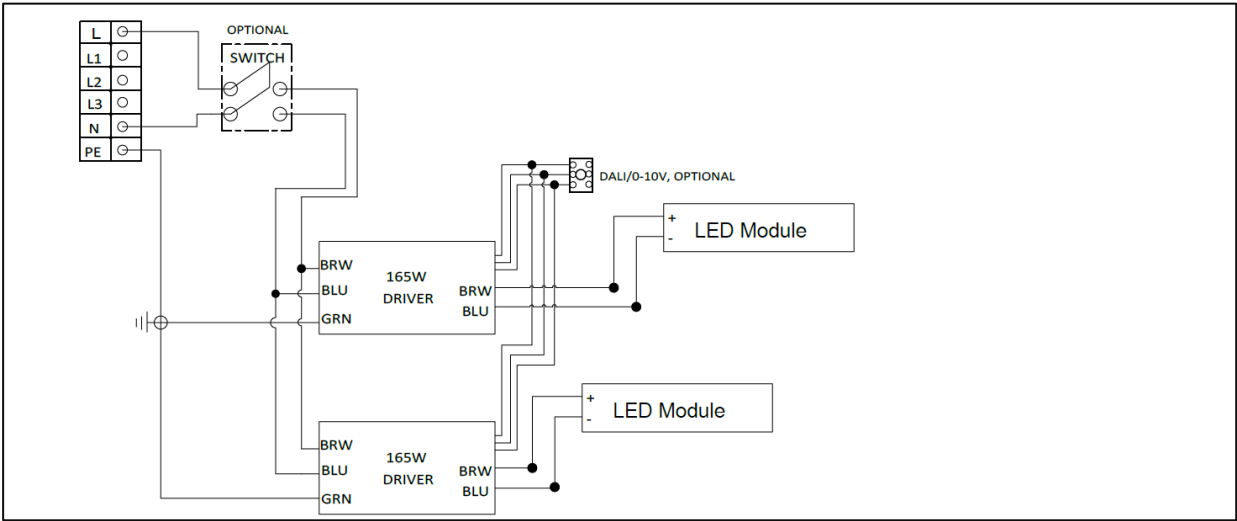 L
L1
L2
L3
N
PE
OPTIONAL
SWITCH
DALI/0-10V, OPTIONAL
+
-
LED Module
BRW
BLU
GRN
165W
DRIVER
BRW
BLU
+
-
LED Module
BRW
BLU
GRN
165W
DRIVER
BRW
BLU